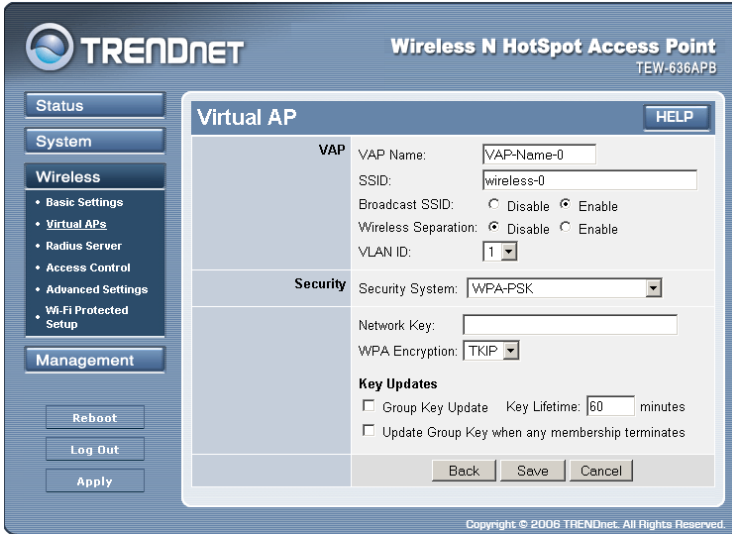 TRENDNET
Wireless N HotSpot Access Point
TEW-636APB
Status
System
Wireless
• Basic Settings
• Virtual APs
• Radius Server
• Access Control
• Advanced Settings
• Wi-Fi Protected
Setup
Management
Reboot
Log Out
Apply
Virtual AP
HELP
VAP
VAP Name: VAP-Name-0
SSID: wireless-0
Broadcast SSID: Disable Enable
Wireless Separation: Disable Enable
VLAN ID: 1
Security
Security System: WPA-PSK
Network Key:
WPA Encryption: TKIP
Key Updates
Group Key Update Key Lifetime: 60 minutes
Update Group Key when any membership terminates
Back Save Cancel
Copyright © 2006 TRENDnet. All Rights Reserved.